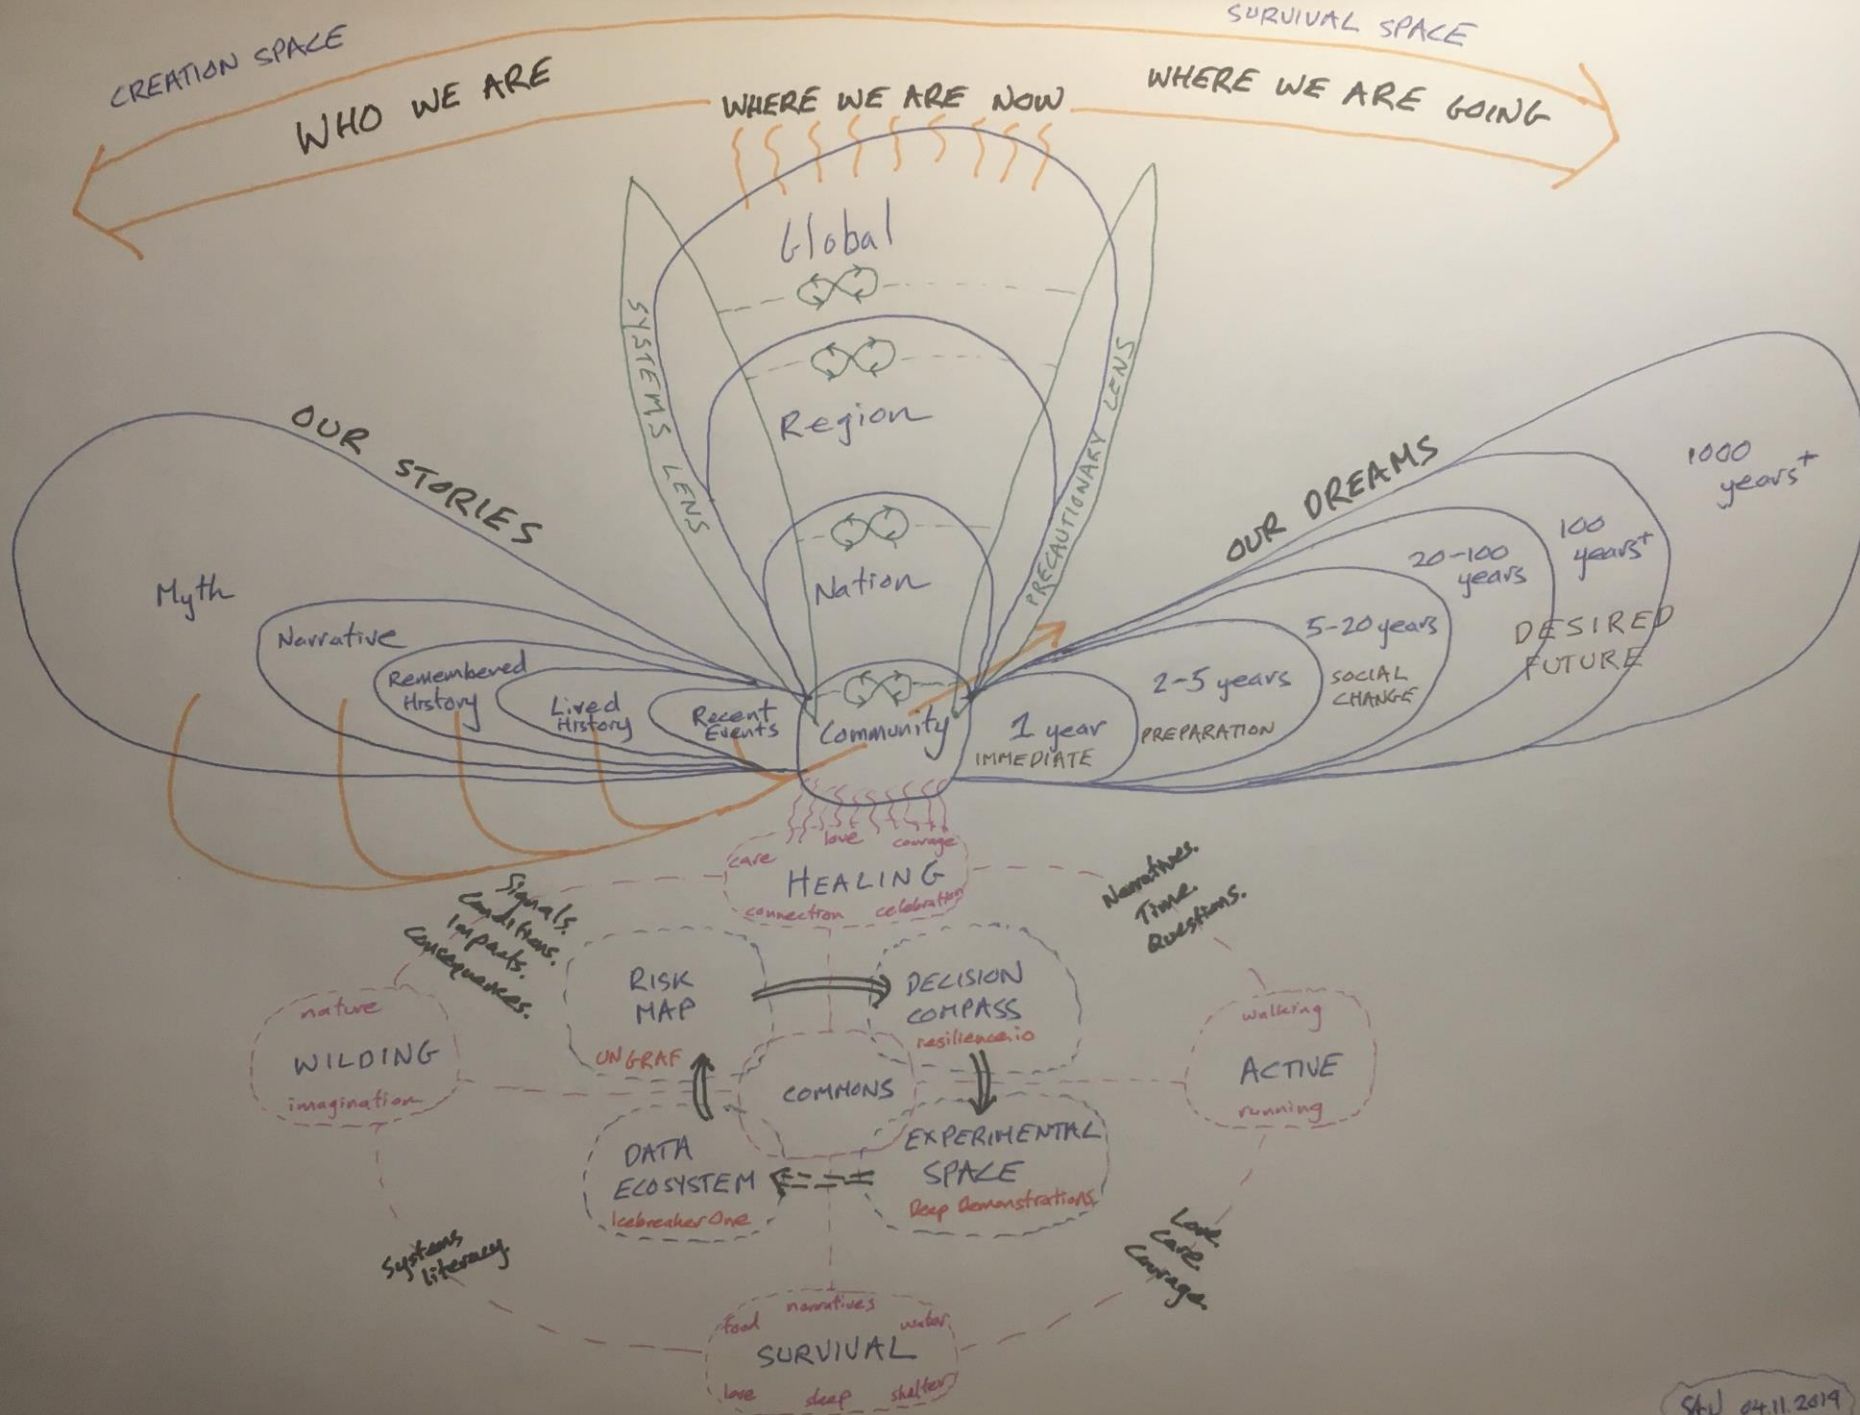 CREATION SPACE
SURVIVAL SPACE
WHO WE ARE
WHERE WE ARE NOW
WHERE WE ARE GOING
Global
Region
Nation
Community
SYSTEMS LENS
PRECAUTIONARY LENS
OUR STORIES
Myth
Narrative
Remembered
History
Lived
History
Recent
Events
OUR DREAMS
1 year
IMMEDIATE
2-5 years
PREPARATION
5-20 years
SOCIAL
CHANGE
20-100
years
100
years+
1000
years+
DESIRED
FUTURE
care love courage
HEALING
connection celebration
Signals.
Conditions.
Impacts.
Consequences.
Narratives.
Time.
Questions.
RISK
MAP
UN GRAF
DECISION
COMPASS
resilience.io
nature
WILDING
imagination
COMMONS
walking
ACTIVE
running
DATA
ECOSYSTEM
IcebreakerOne
EXPERIMENTAL
SPACE
Deep Demonstrations
Systems
literacy.
Love.
Care.
Courage.
food narratives water
SURVIVAL
love sleep shelter
04.11.2019